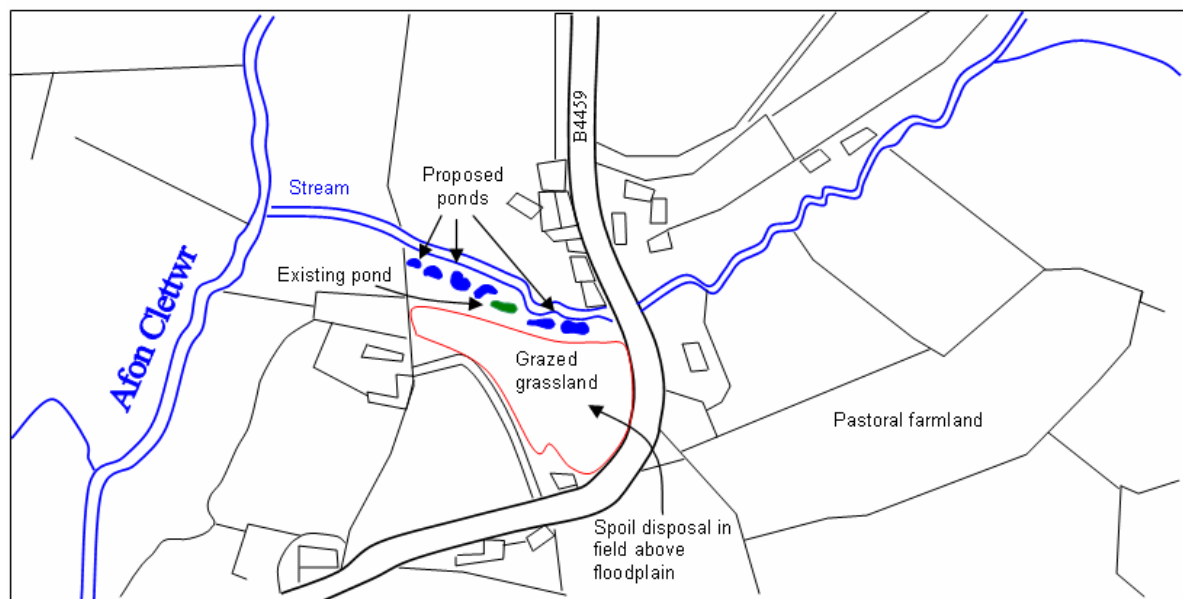 B4459
Proposed
ponds
Stream
Existing pond
Afon Clettwr
Grazed
grassland
Pastoral farmland
Spoil disposal in
field above
floodplain